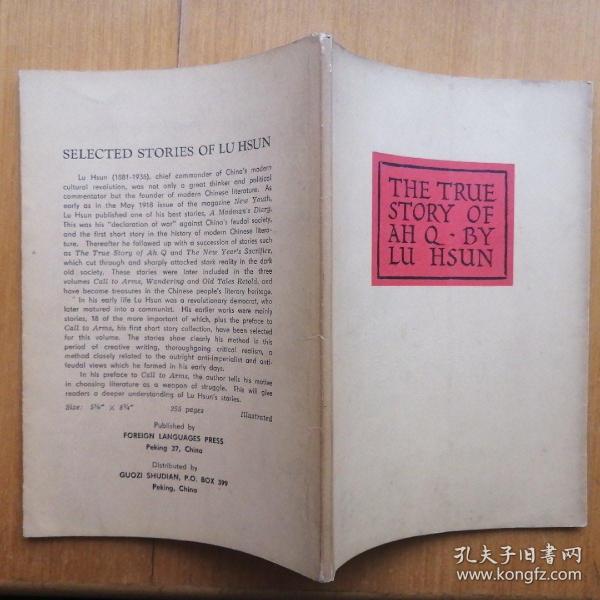 SELECTED STORIES OF LU HSUN
Lu Hsun (1881-1936), chief commander of China's modern
cultural revolution, was not only a great thinker and political
commentator but the founder of modern Chinese literature. As
early as in the May 1918 issue of the magazine New Youth,
Lu Hsun published one of his best stories, A Madman's Diary.
This was his "declaration of war" against China's feudal society,
and the first short story in the history of modern Chinese litera-
ture. Thereafter he followed up with a succession of stories such
as The True Story of Ah Q and The New Year's Sacrifice,
which cut through and sharply attacked stark reality in the dark
old society. These stories were later included in the three
volumes Call to Arms, Wandering and Old Tales Retold, and
have become treasures in the Chinese people's literary heritage.
In his early life Lu Hsun was a revolutionary democrat, who
later matured into a communist. His earlier works were mainly
stories, 18 of the more important of which, plus the preface to
Call to Arms, his first short story collection, have been selected
for this volume. The stories show clearly his method is this
period of creative writing, thoroughgoing critical realism, a
method closely related to the outright anti-imperialist and anti-
feudal views which he formed in his early days.
In his preface to Call to Arms, the author tells his motive
in choosing literature as a weapon of struggle. This will give
readers a deeper understanding of Lu Hsun's stories.
Size: 255 pages Illustrated
Published by
FOREIGN LANGUAGES PRESS
Peking 37, China
Distributed by
GUOZI SHUDIAN, P.O. BOX 399
Peking, China
THE TRUE
STORY OF
AH Q · BY
LU HSUN
孔夫子旧书网
www.kongfz.com